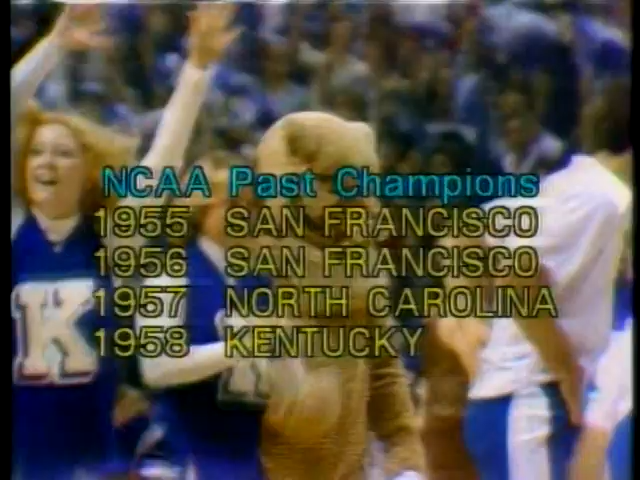 NCAA Past Champions
1955 SAN FRANCISCO
1956 SAN FRANCISCO
1957 NORTH CAROLINA
1958 KENTUCKY
K
K